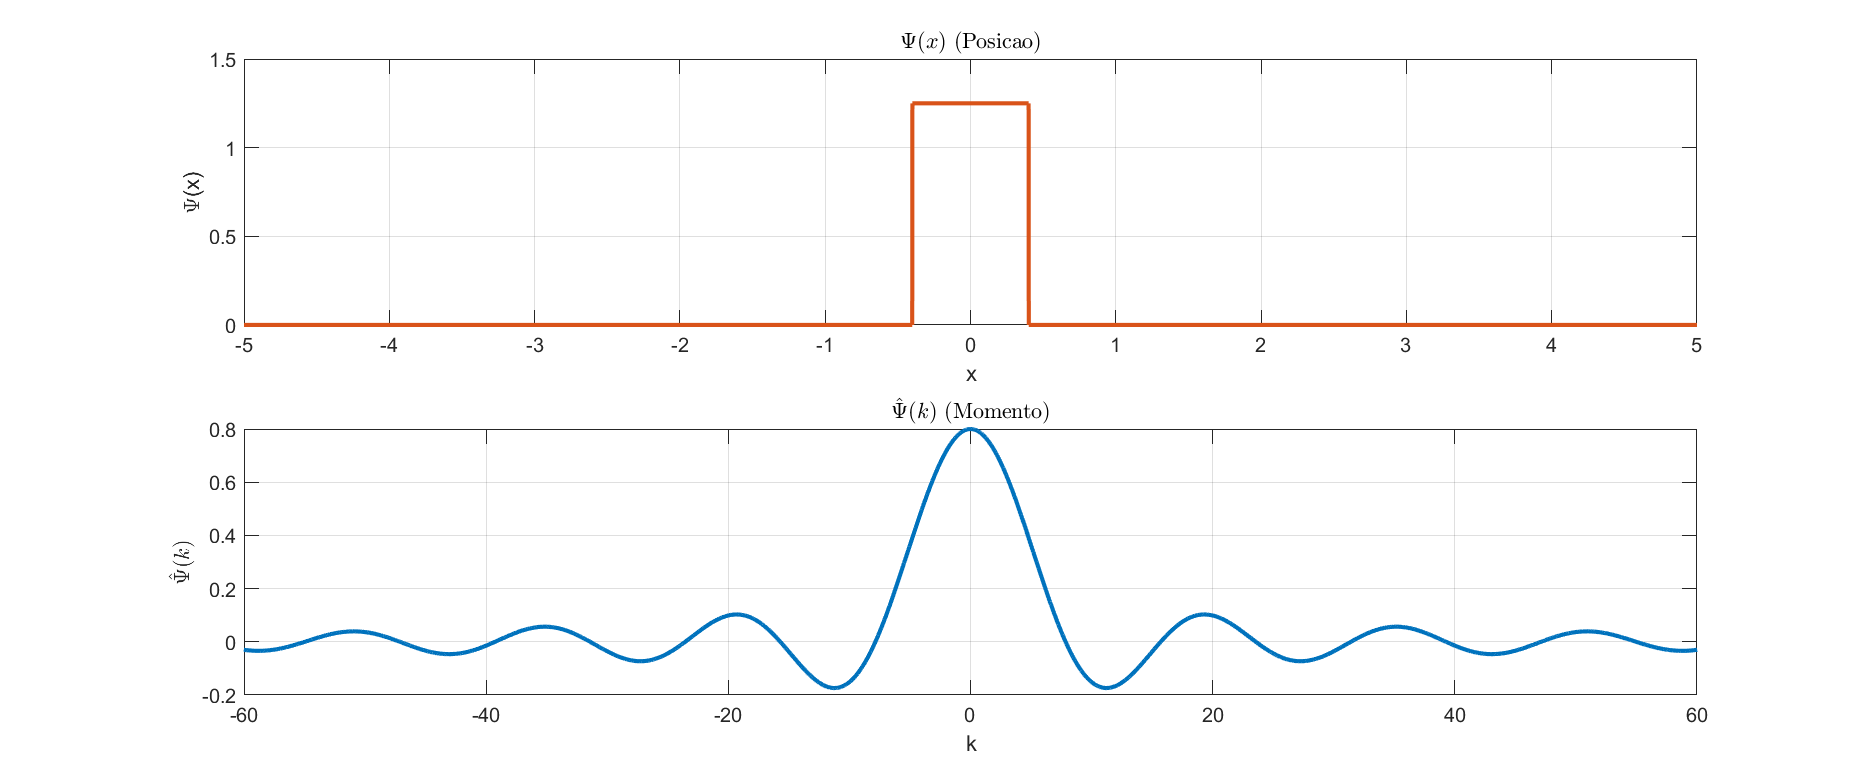 Ψ(x) (Posicao)
1.5
1
0.5
0
Ψ(x)
-5 -4 -3 -2 -1 0 1 2 3 4 5
x
Ψ̂(k) (Momento)
0.8
0.6
0.4
0.2
0
-0.2
Ψ̂(k)
-60 -40 -20 0 20 40 60
k